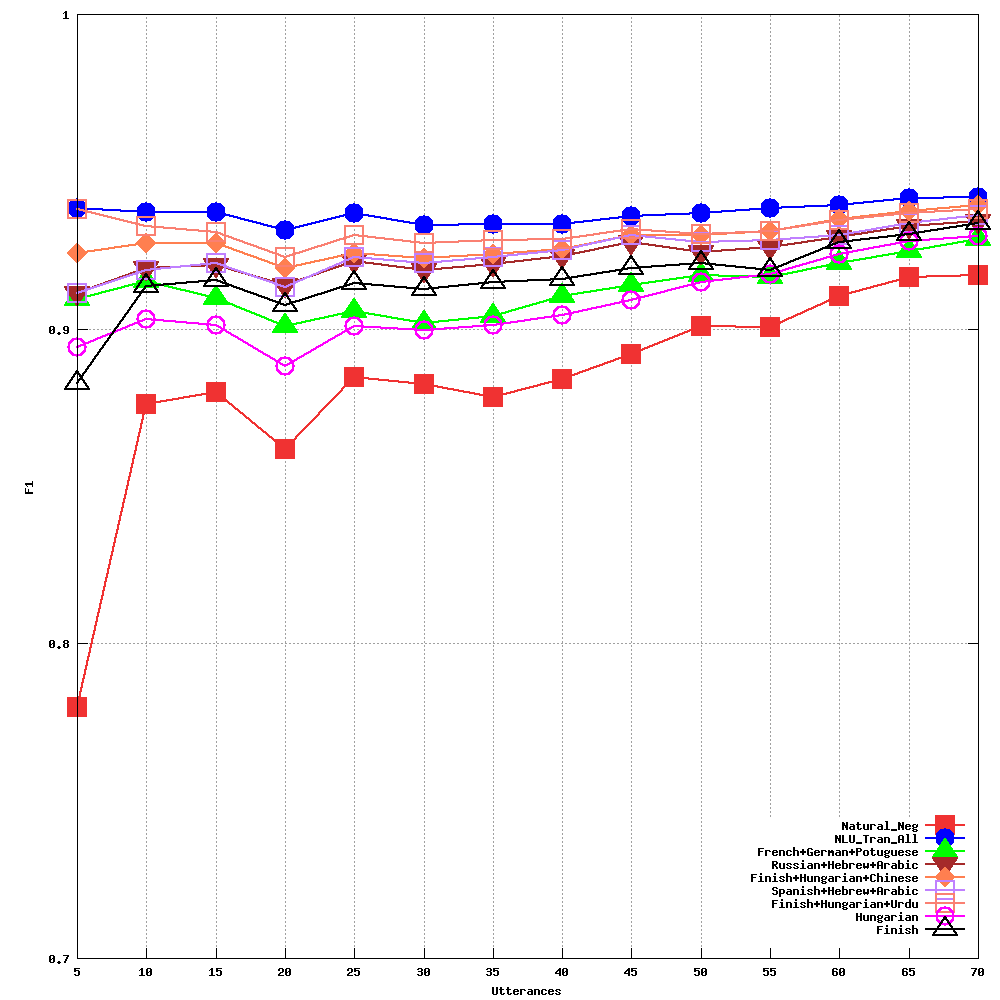 1
0.9
0.8
0.7
F1
5 10 15 20 25 30 35 40 45 50 55 60 65 70
Utterances
Natural_Neg
NLU_Tran_All
French+German+Potuguese
Russian+Hebrew+Arabic
Finish+Hungarian+Chinese
Spanish+Hebrew+Arabic
Finish+Hungarian+Urdu
Hungarian
Finish